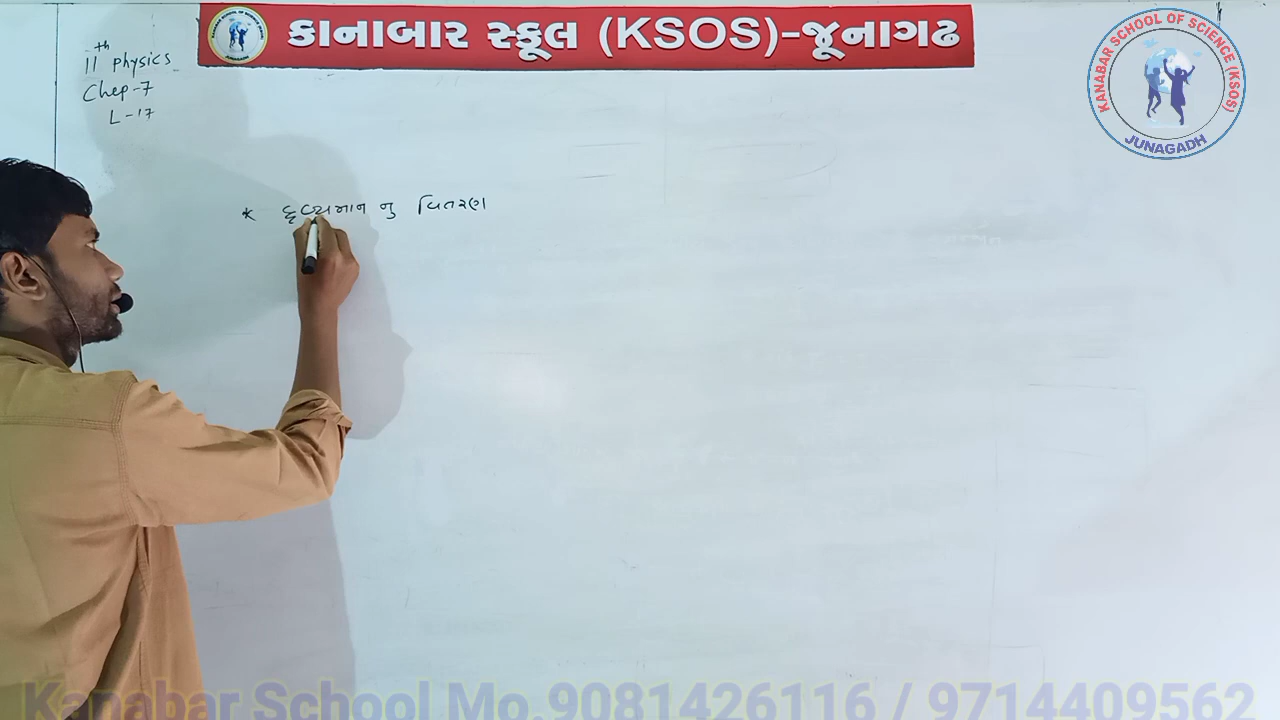 કાનાબાર સ્કૂલ (KSOS)-જૂનાગઢ
KANABAR SCHOOL OF SCIENCE (KSOS)
JUNAGADH
11th physics
Chep-7
L-17
* દ્રવ્યમાન નુ વિતરણ
Kanabar School Mo.9081426116 / 9714409562